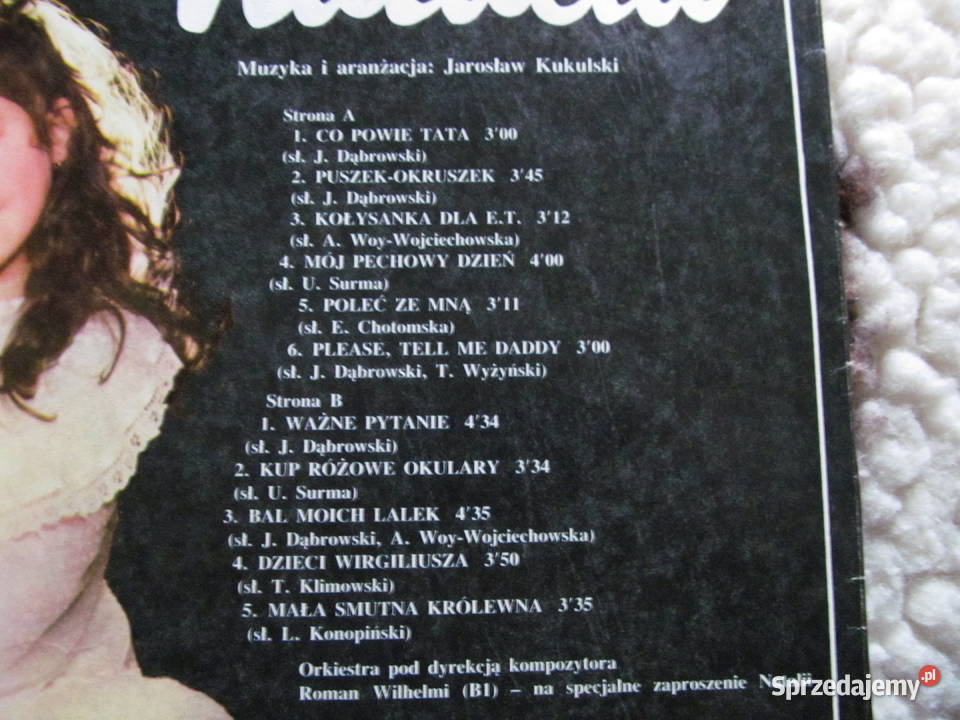 Muzyka i aranżacja: Jarosław Kukulski
Strona A
1. CO POWIE TATA 3'00
(sł. J. Dąbrowski)
2. PUSZEK-OKRUSZEK 3'45
(sł. J. Dąbrowski)
3. KOŁYSANKA DLA E.T. 3'12
(sł. A. Woy-Wojciechowska)
4. MÓJ PECHOWY DZIEŃ 4'00
(sł. U. Surma)
5. POLEĆ ZE MNĄ 3'11
(sł. E. Chotomska)
6. PLEASE, TELL ME DADDY 3'00
(sł. J. Dąbrowski, T. Wyżyński)
Strona B
1. WAŻNE PYTANIE 4'34
(sł. J. Dąbrowski)
2. KUP RÓŻOWE OKULARY 3'34
(sł. U. Surma)
3. BAL MOICH LALEK 4'35
(sł. J. Dąbrowski, A. Woy-Wojciechowska)
4. DZIECI WIRGILIUSZA 3'50
(sł. T. Klimowski)
5. MAŁA SMUTNA KRÓLEWNA 3'35
(sł. L. Konopiński)
Orkiestra pod dyrekcją kompozytora
Roman Wilhelmi (B1) – na specjalne zaproszenie
Sprzedajemy.pl